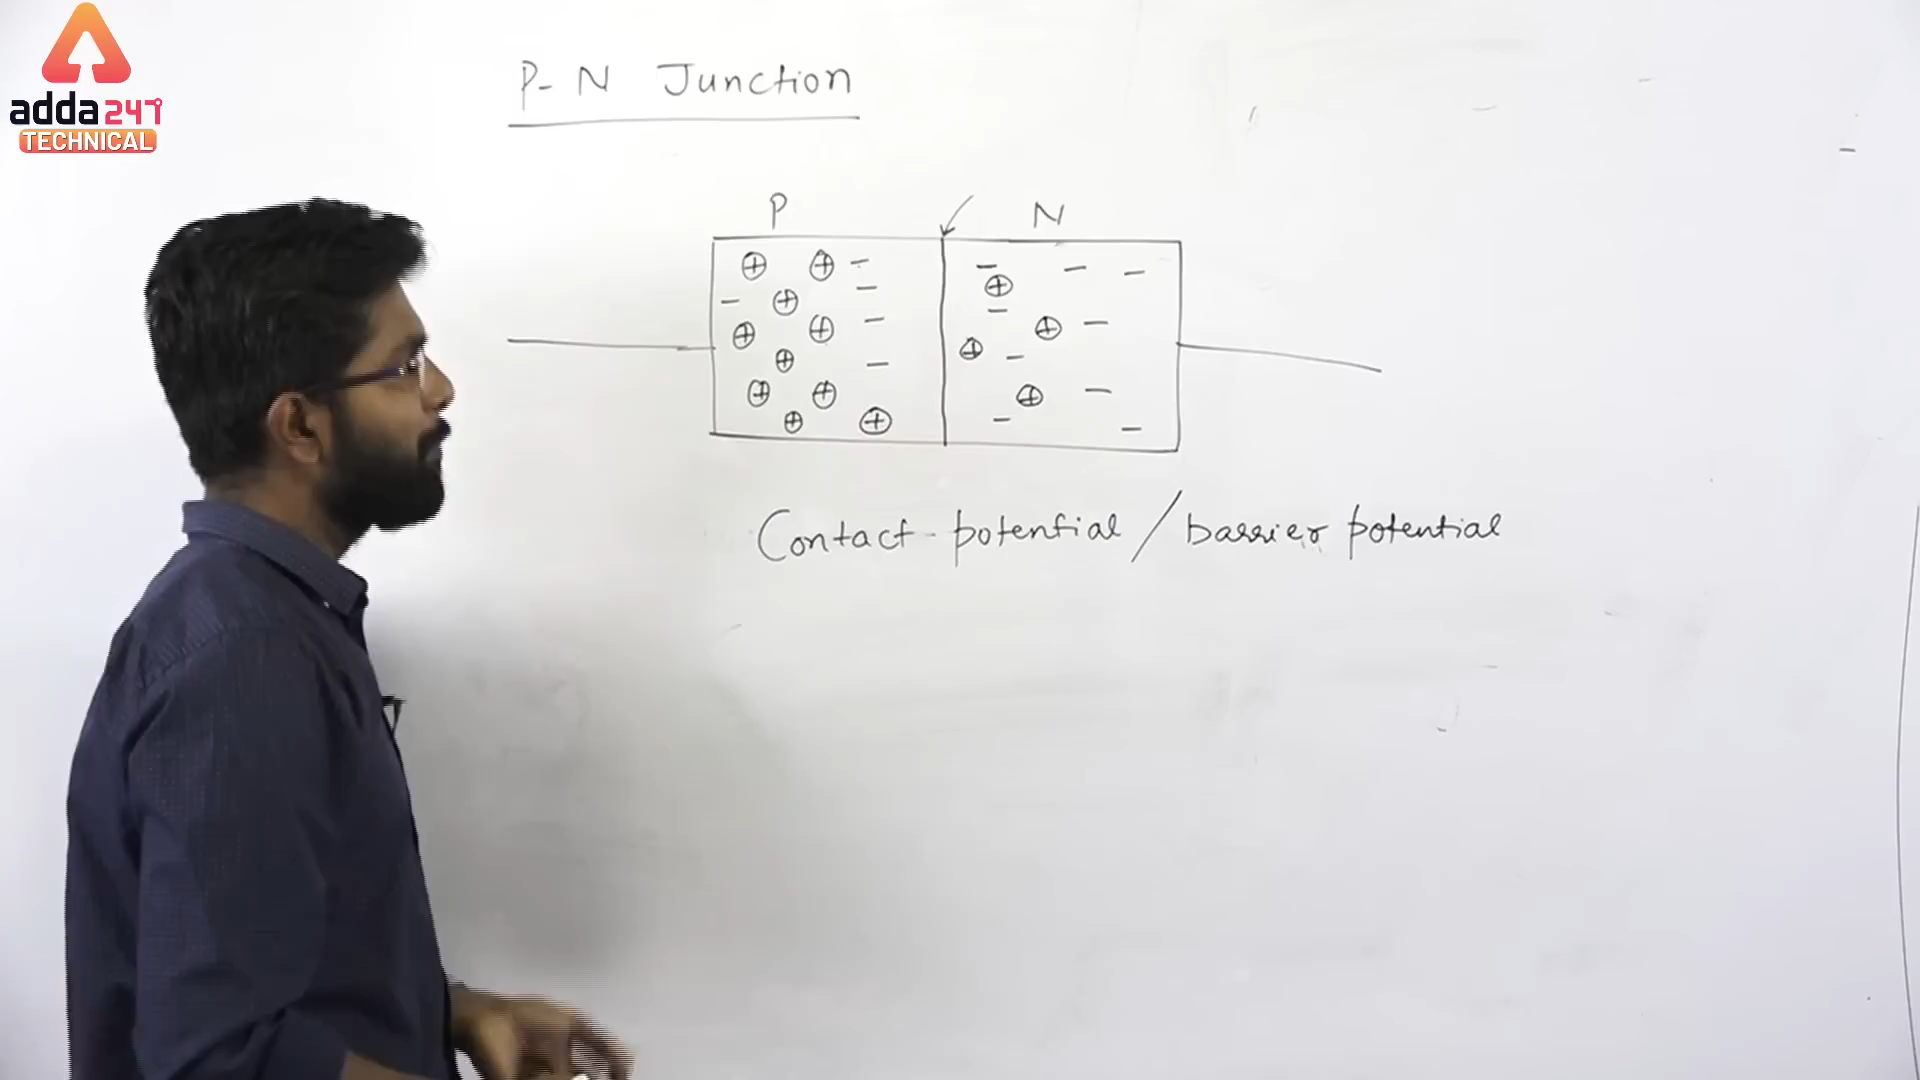 adda247
TECHNICAL
P-N Junction
P N
Contact-potential / barrier potential